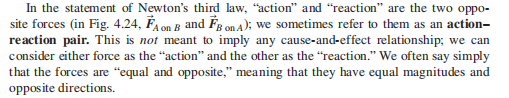 In the statement of Newton's third law, "action" and "reaction" are the two oppo-
site forces (in Fig. 4.24, F⃗A on B and F⃗B on A); we sometimes refer to them as an action–
reaction pair. This is not meant to imply any cause-and-effect relationship; we can
consider either force as the "action" and the other as the "reaction." We often say simply
that the forces are "equal and opposite," meaning that they have equal magnitudes and
opposite directions.